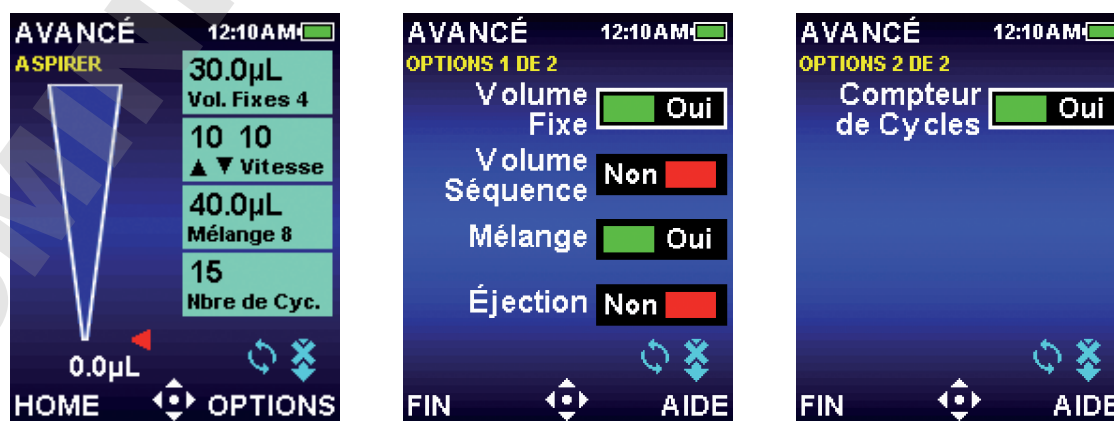 AVANCÉ 12:10AM
ASPIRER
30.0µL
Vol. Fixes 4
10 10
▲ ▼ Vitesse
40.0µL
Mélange 8
15
Nbre de Cyc.
0.0µL
HOME OPTIONS
AVANCÉ 12:10AM
OPTIONS 1 DE 2
Volume
Fixe Oui
Volume
Séquence Non
Mélange Oui
Éjection Non
FIN AIDE
AVANCÉ 12:10AM
OPTIONS 2 DE 2
Compteur
de Cycles Oui
FIN AIDE